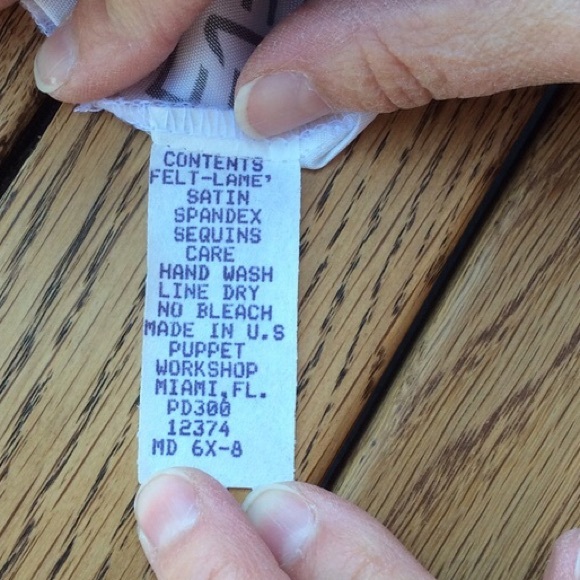 CONTENTS
FELT-LAME'
SATIN
SPANDEX
SEQUINS
CARE
HAND WASH
LINE DRY
NO BLEACH
MADE IN U.S
PUPPET
WORKSHOP
MIAMI,FL.
PD300
12374
MD 6X-8